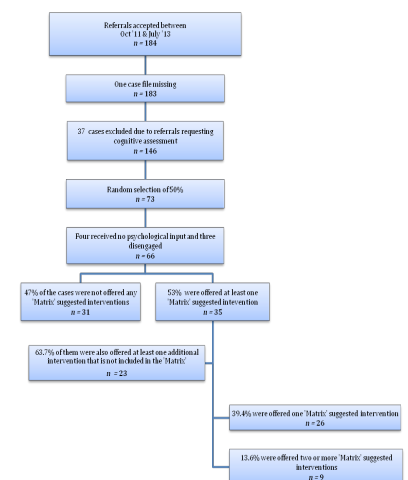 Referrals accepted between
Oct '11 & July '13
n = 184
One case file missing
n = 183
37 cases excluded due to referrals requesting
cognitive assessment
n = 146
Random selection of 50%
n = 73
Four received no psychological input and three
disengaged
n = 66
47% of the cases were not offered any
'Matrix' suggested interventions
n = 31
53% were offered at least one
'Matrix' suggested intevention
n = 35
63.7% of them were also offered at least one additional
intervention that is not included in the 'Matrix'
n = 23
39.4% were offered one 'Matrix' suggested intervention
n = 26
13.6% were offered two or more 'Matrix' suggested
interventions
n = 9